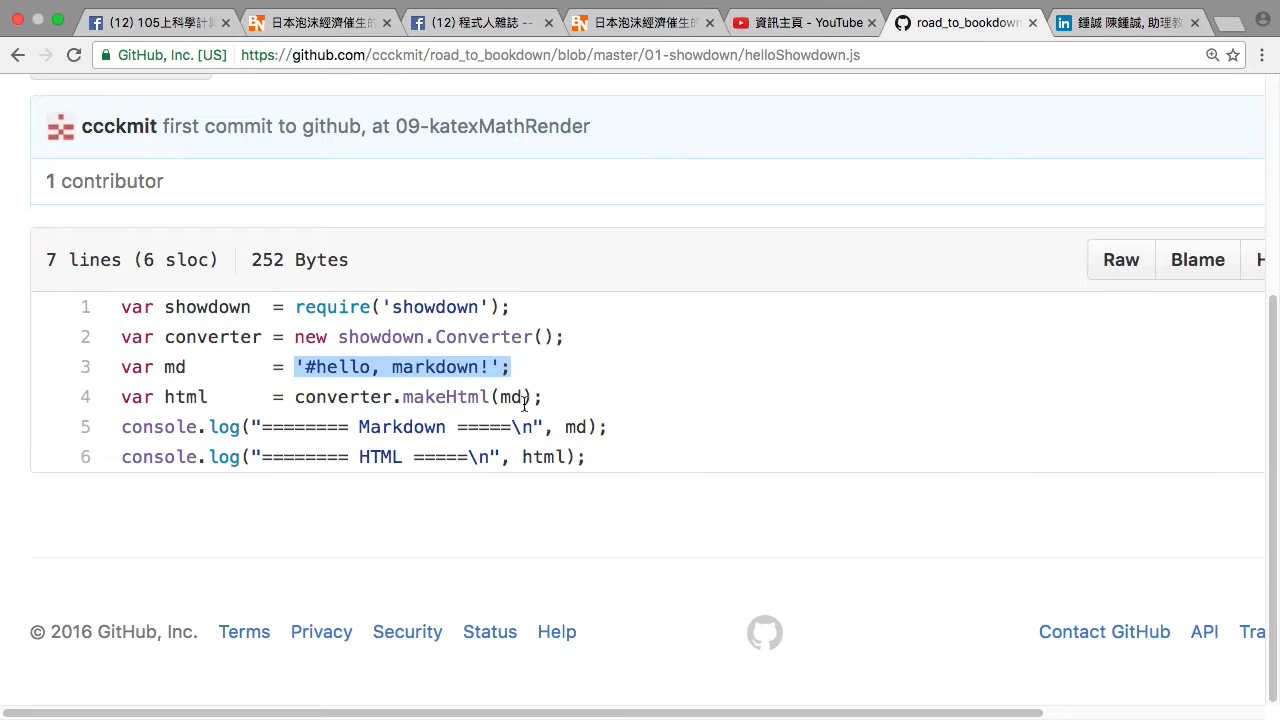 (12) 105上科學計算
日本泡沫經濟催生的
(12) 程式人雜誌 --
日本泡沫經濟催生的
資訊主頁 - YouTube
road_to_bookdown
鍾誠 陳鍾誠, 助理教
GitHub, Inc. [US] https://github.com/ccckmit/road_to_bookdown/blob/master/01-showdown/helloShowdown.js
ccckmit first commit to github, at 09-katexMathRender
1 contributor
7 lines (6 sloc) 252 Bytes
Raw Blame H
1 var showdown = require('showdown');
2 var converter = new showdown.Converter();
3 var md = '#hello, markdown!';
4 var html = converter.makeHtml(md);
5 console.log("======== Markdown =====\n", md);
6 console.log("======== HTML =====\n", html);
© 2016 GitHub, Inc. Terms Privacy Security Status Help
Contact GitHub API Tra